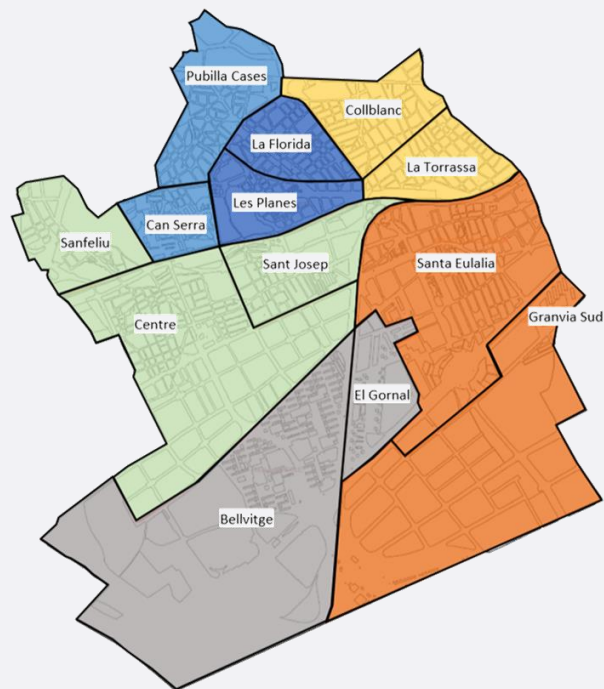 Pubilla Cases
Collblanc
La Florida
La Torrassa
Les Planes
Can Serra
Sanfeliu
Sant Josep
Santa Eulalia
Granvia Sud
Centre
El Gornal
Bellvitge